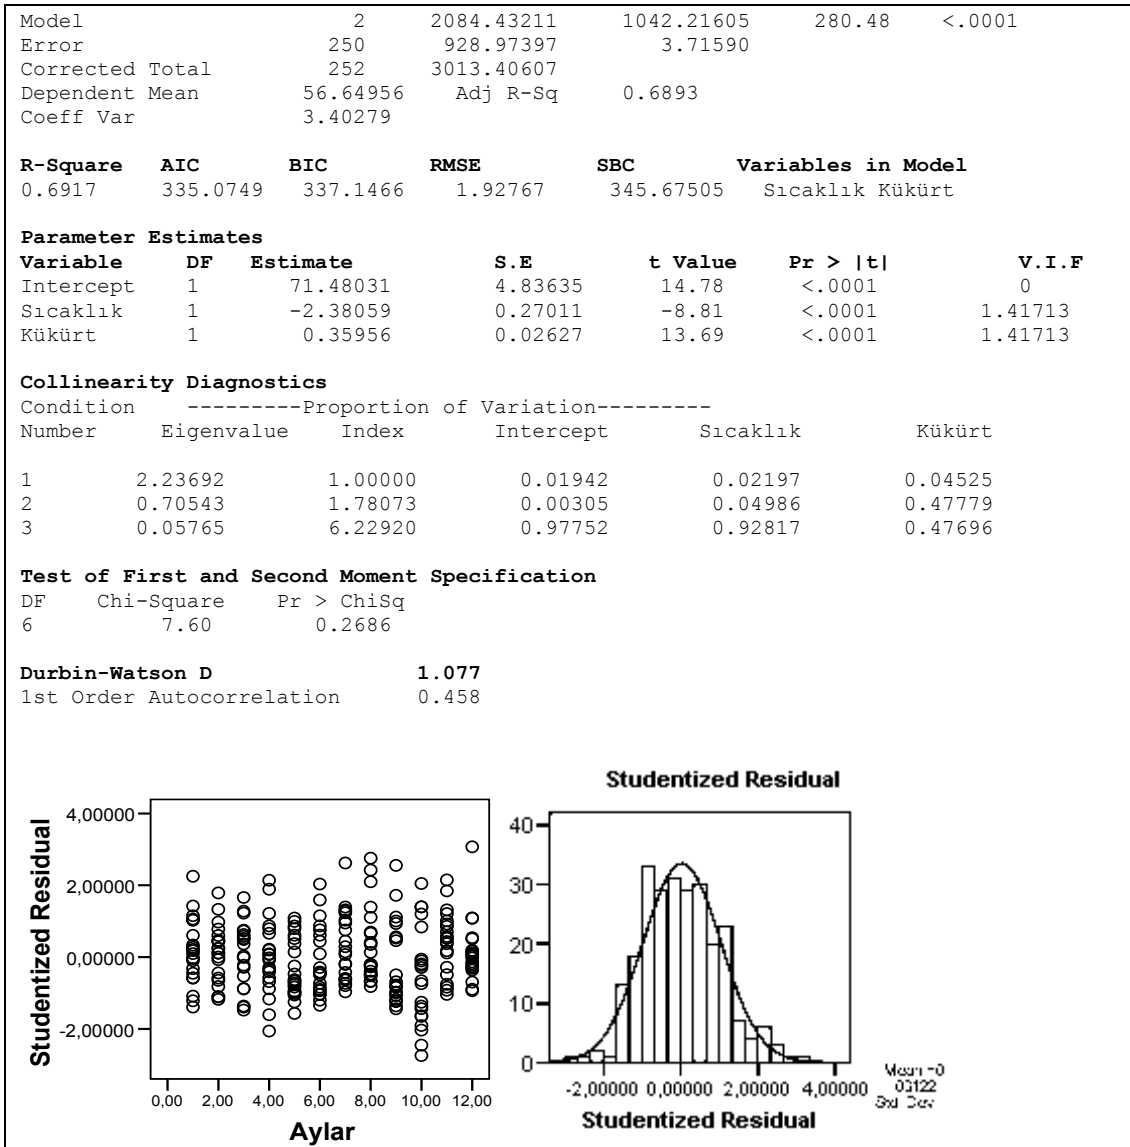 Model 2 2084.43211 1042.21605 280.48 <.0001
Error 250 928.97397 3.71590
Corrected Total 252 3013.40607
Dependent Mean 56.64956 Adj R-Sq 0.6893
Coeff Var 3.40279
R-Square AIC BIC RMSE SBC Variables in Model
0.6917 335.0749 337.1466 1.92767 345.67505 Sıcaklık Kükürt
Parameter Estimates
Variable DF Estimate S.E t Value Pr > |t| V.I.F
Intercept 1 71.48031 4.83635 14.78 <.0001 0
Sıcaklık 1 -2.38059 0.27011 -8.81 <.0001 1.41713
Kükürt 1 0.35956 0.02627 13.69 <.0001 1.41713
Collinearity Diagnostics
Condition ---------Proportion of Variation---------
Number Eigenvalue Index Intercept Sıcaklık Kükürt
1 2.23692 1.00000 0.01942 0.02197 0.04525
2 0.70543 1.78073 0.00305 0.04986 0.47779
3 0.05765 6.22920 0.97752 0.92817 0.47696
Test of First and Second Moment Specification
DF Chi-Square Pr > ChiSq
6 7.60 0.2686
Durbin-Watson D 1.077
1st Order Autocorrelation 0.458
Studentized Residual
4,00000
2,00000
0,00000
-2,00000
0,00 2,00 4,00 6,00 8,00 10,00 12,00
Aylar
Studentized Residual
40
30
20
10
0
-2,00000 0,00000 2,00000 4,00000
Studentized Residual
Mean